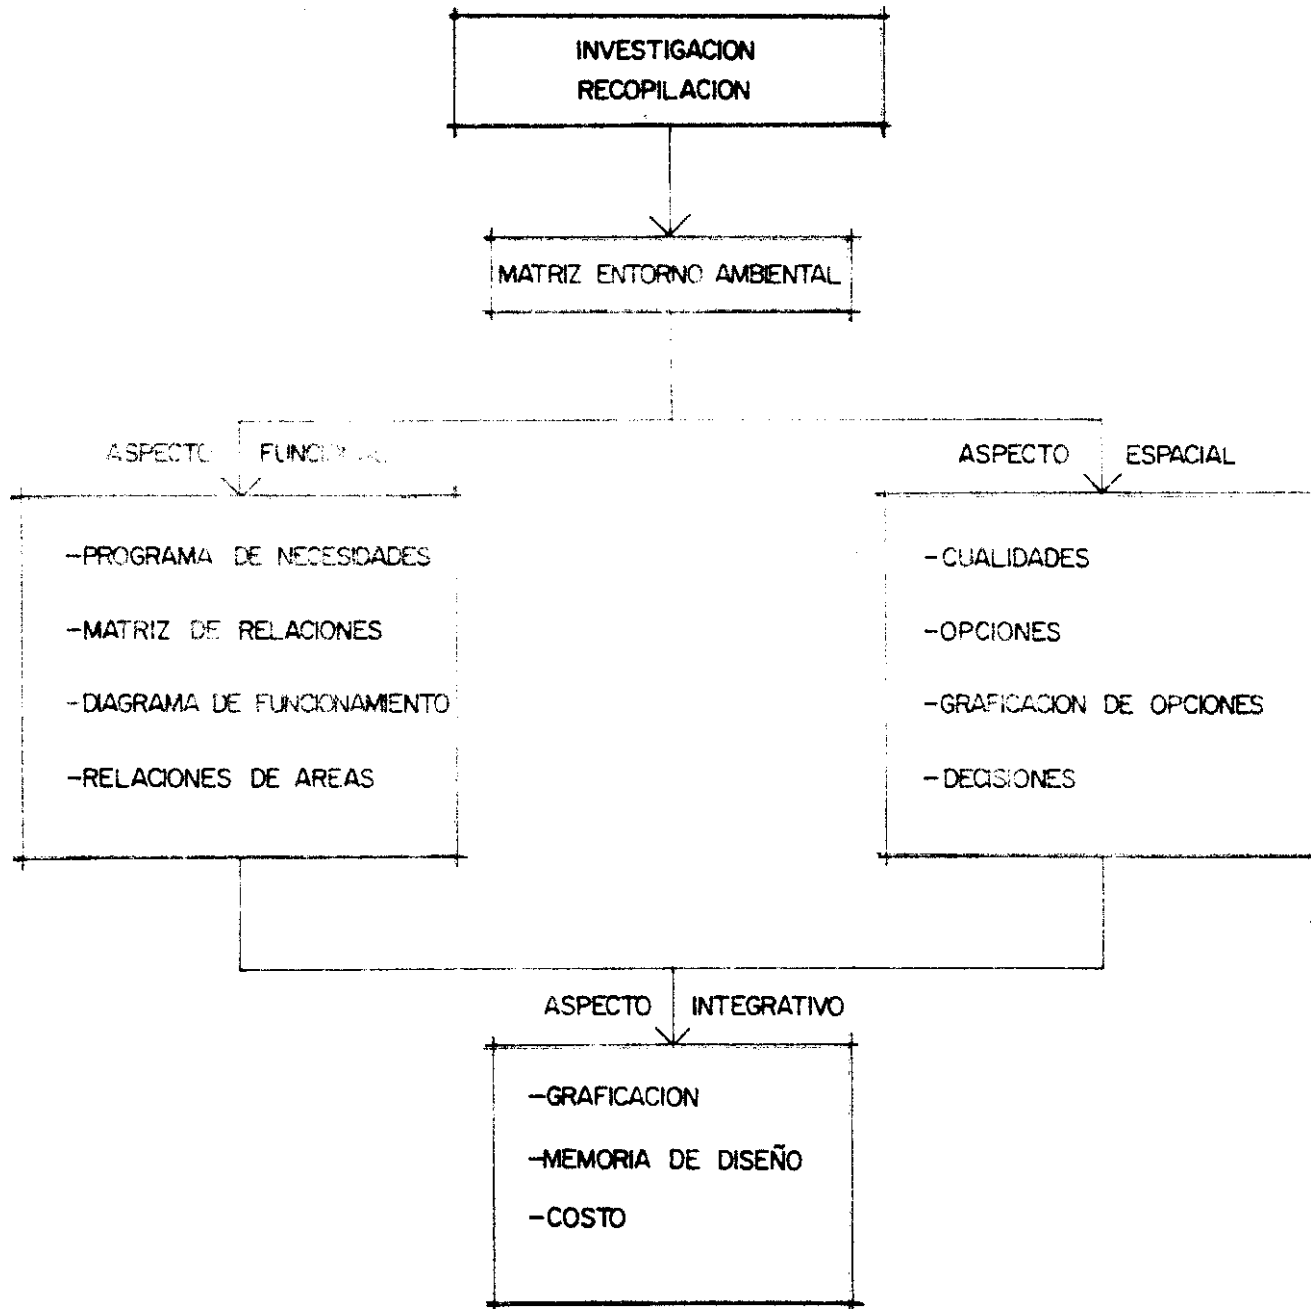 INVESTIGACION
RECOPILACION
MATRIZ ENTORNO AMBIENTAL
ASPECTO
-PROGRAMA DE NECESIDADES
-MATRIZ DE RELACIONES
-DIAGRAMA DE FUNCIONAMIENTO
-RELACIONES DE AREAS
ASPECTO ESPACIAL
-CUALIDADES
-OPCIONES
-GRAFICACION DE OPCIONES
-DECISIONES
ASPECTO INTEGRATIVO
-GRAFICACION
-MEMORIA DE DISEÑO
-COSTO